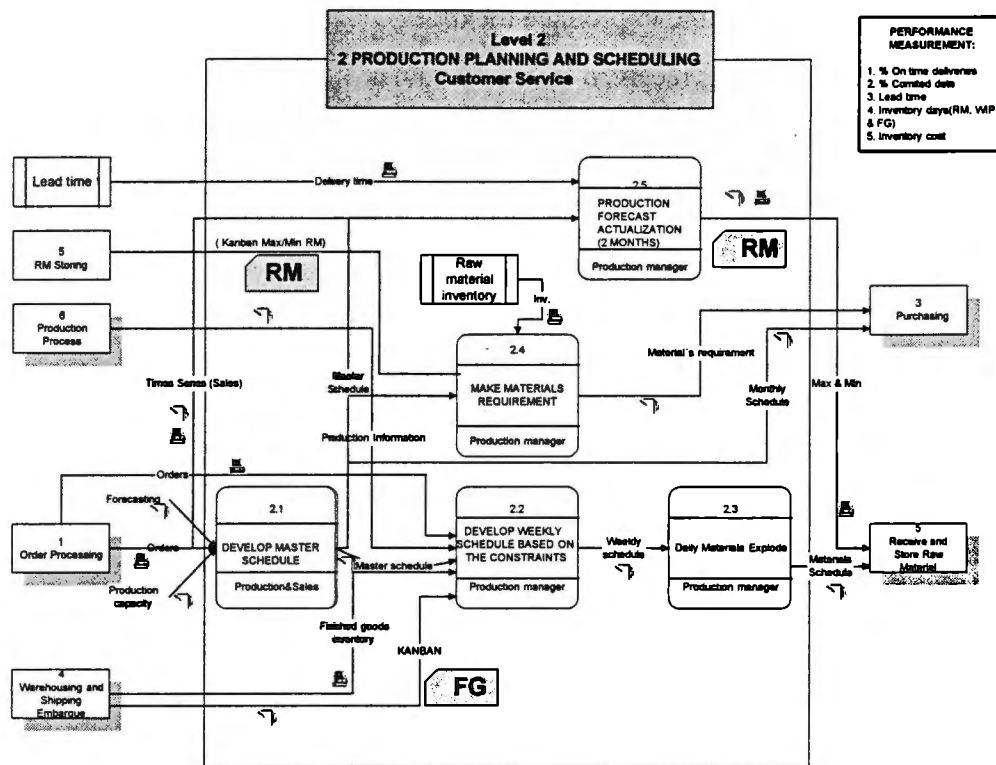 Level 2
2 PRODUCTION PLANNING AND SCHEDULING
Customer Service
PERFORMANCE
MEASUREMENT:
1. % On time deliveries
2. % Comited date
3. Lead time
4. Inventory days(RM, WIP
& FG)
5. Inventory cost
Lead time
Delivery time
2.5
PRODUCTION
FORECAST
ACTUALIZATION
(2 MONTHS)
Production manager
RM
5
RM Storing
( Kanban Max/Min RM)
RM
Raw
material
inventory
Inv.
6
Production
Process
3
Purchasing
2.4
MAKE MATERIALS
REQUIREMENT
Production manager
Material`s requirement
Monthly
Schedule
Max & Min
Times Series (Sales)
Master
Schedule
Production Information
Orders
Forecasting
1
Order Processing
Orders
Production
capacity
2.1
DEVELOP MASTER
SCHEDULE
Production&Sales
Master schedule
2.2
DEVELOP WEEKLY
SCHEDULE BASED ON
THE CONSTRAINTS
Production manager
Weekly
schedule
2.3
Daily Materials Explode
Production manager
Materials
Schedule
5
Receive and
Store Raw
Material
Finished goods
inventory
KANBAN
FG
4
Warehousing and
Shipping
Embarque